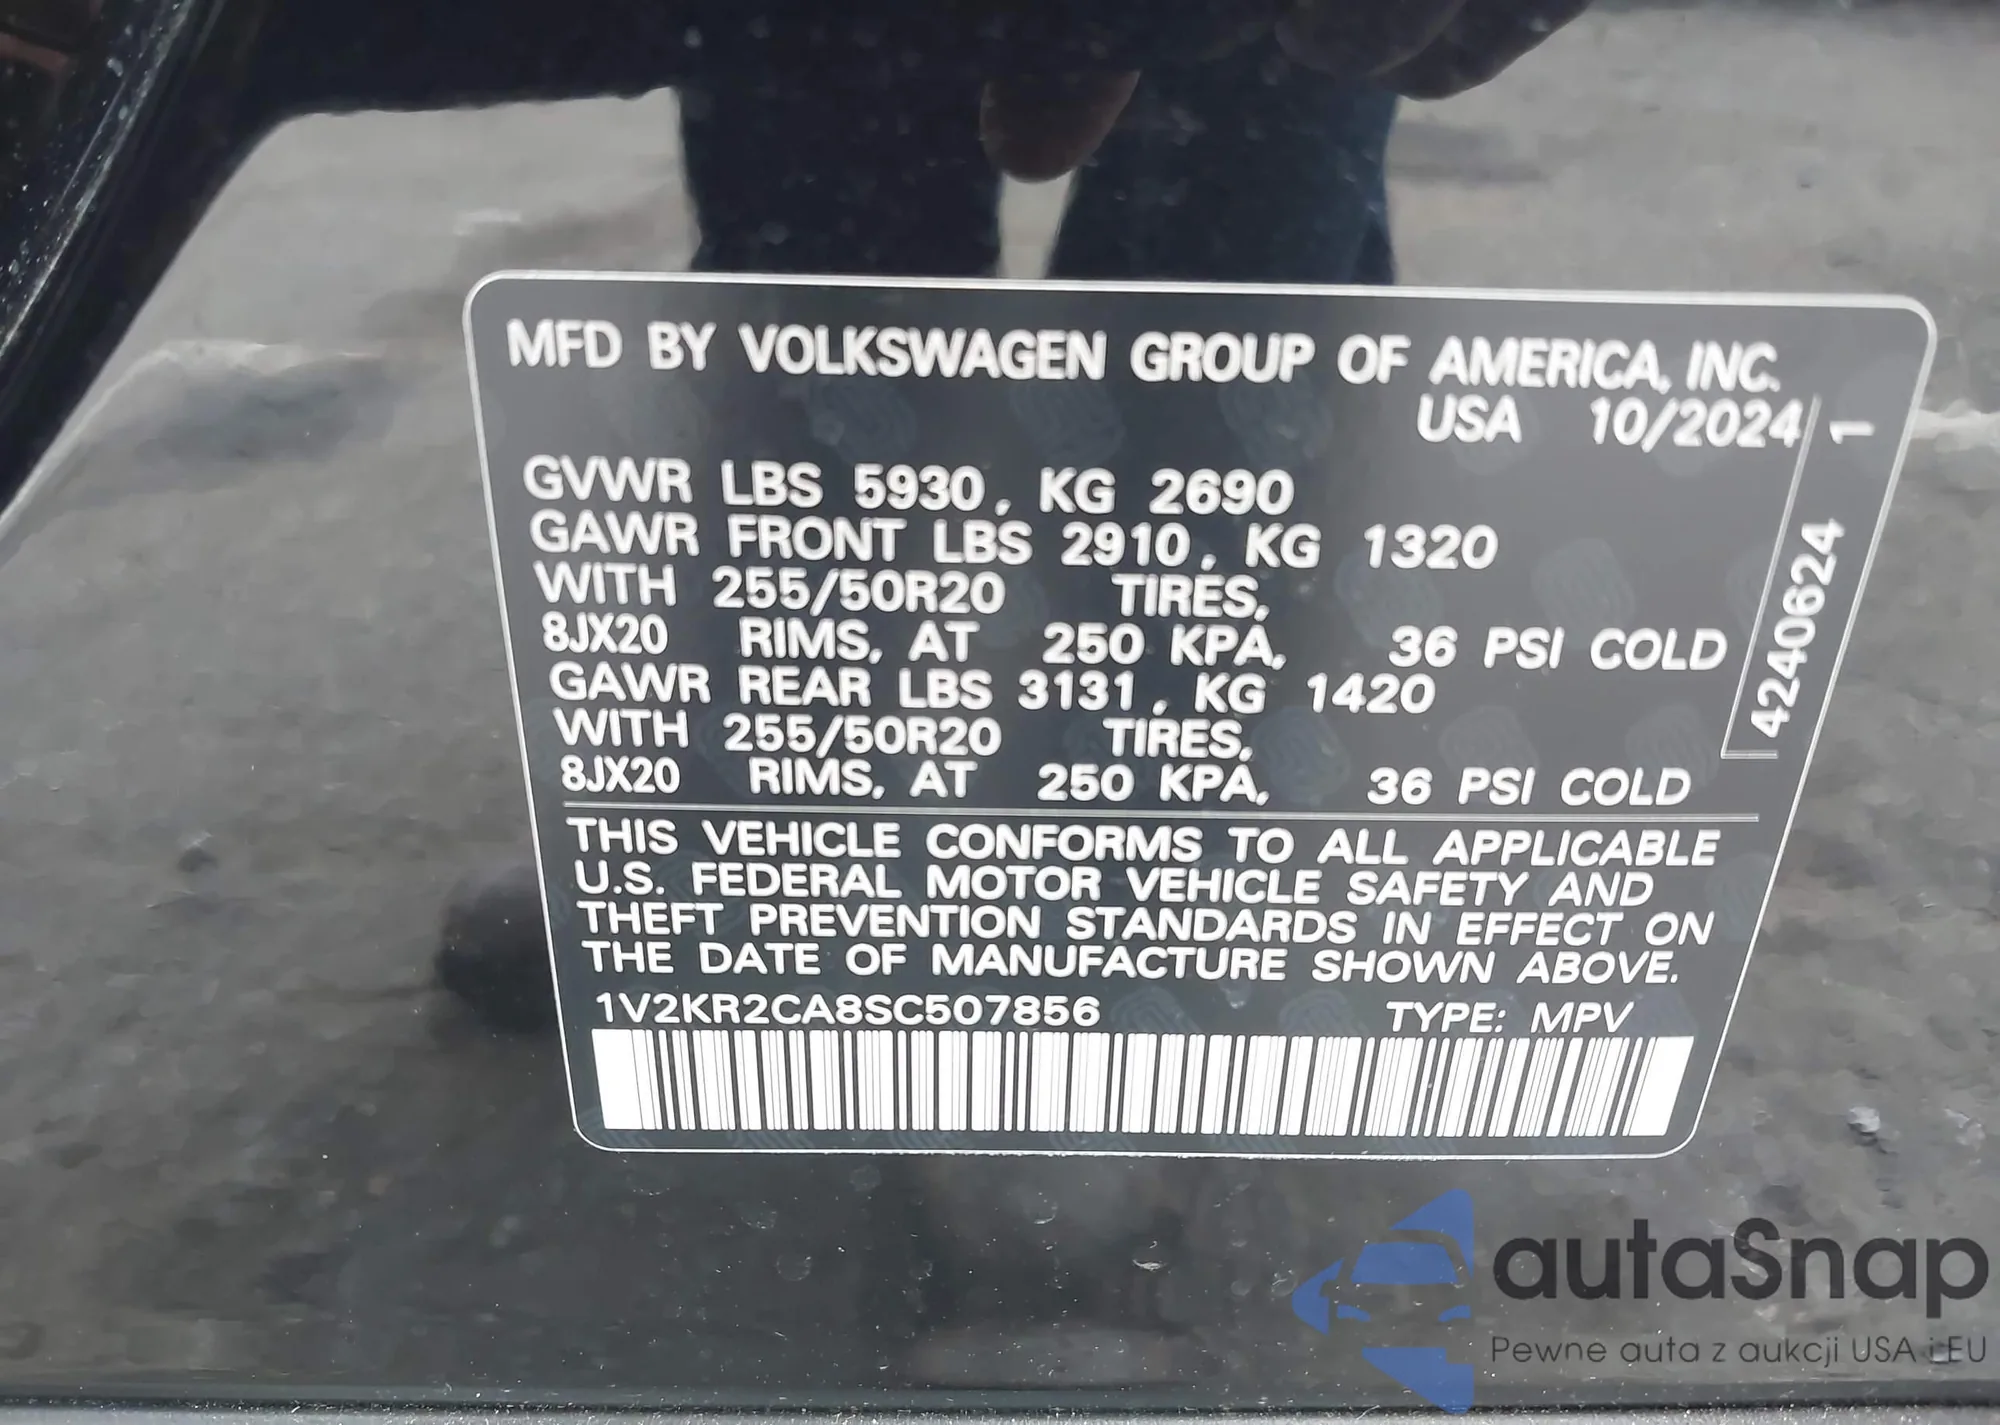 MFD BY VOLKSWAGEN GROUP OF AMERICA, INC.
USA 10/2024
GVWR LBS 5930, KG 2690
GAWR FRONT LBS 2910, KG 1320
WITH 255/50R20 TIRES,
8JX20 RIMS, AT 250 KPA, 36 PSI COLD
GAWR REAR LBS 3131, KG 1420
WITH 255/50R20 TIRES,
8JX20 RIMS, AT 250 KPA, 36 PSI COLD
THIS VEHICLE CONFORMS TO ALL APPLICABLE
U.S. FEDERAL MOTOR VEHICLE SAFETY AND
THEFT PREVENTION STANDARDS IN EFFECT ON
THE DATE OF MANUFACTURE SHOWN ABOVE.
1V2KR2CA8SC507856 TYPE: MPV
4240624 1
autaSnap
Pewne auta z aukcji USA i EU